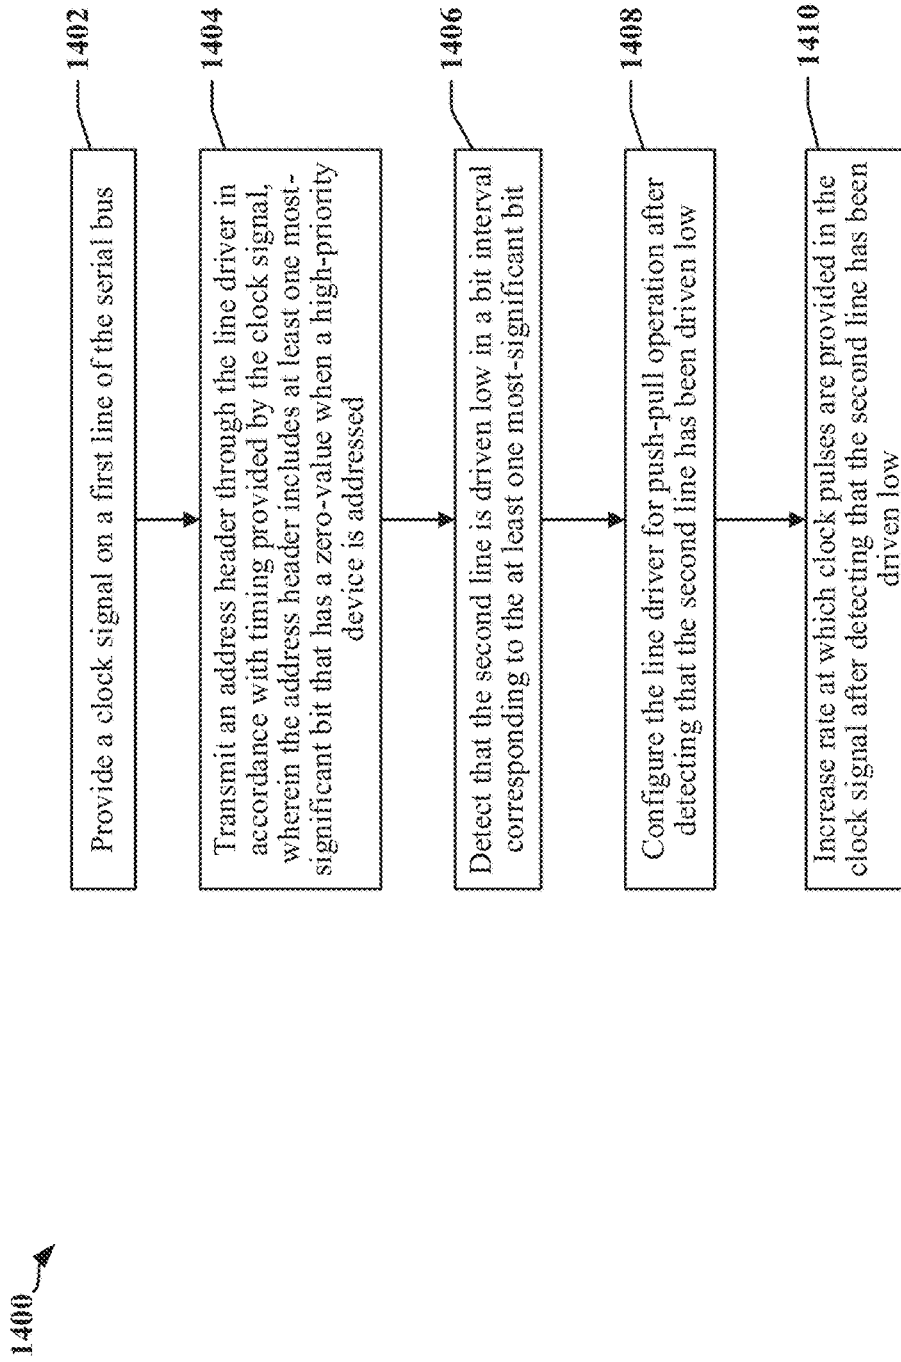 1400
1402
Provide a clock signal on a first line of the serial bus
1404
Transmit an address header through the line driver in
accordance with timing provided by the clock signal,
wherein the address header includes at least one most-
significant bit that has a zero-value when a high-priority
device is addressed
1406
Detect that the second line is driven low in a bit interval
corresponding to the at least one most-significant bit
1408
Configure the line driver for push-pull operation after
detecting that the second line has been driven low
1410
Increase rate at which clock pulses are provided in the
clock signal after detecting that the second line has been
driven low